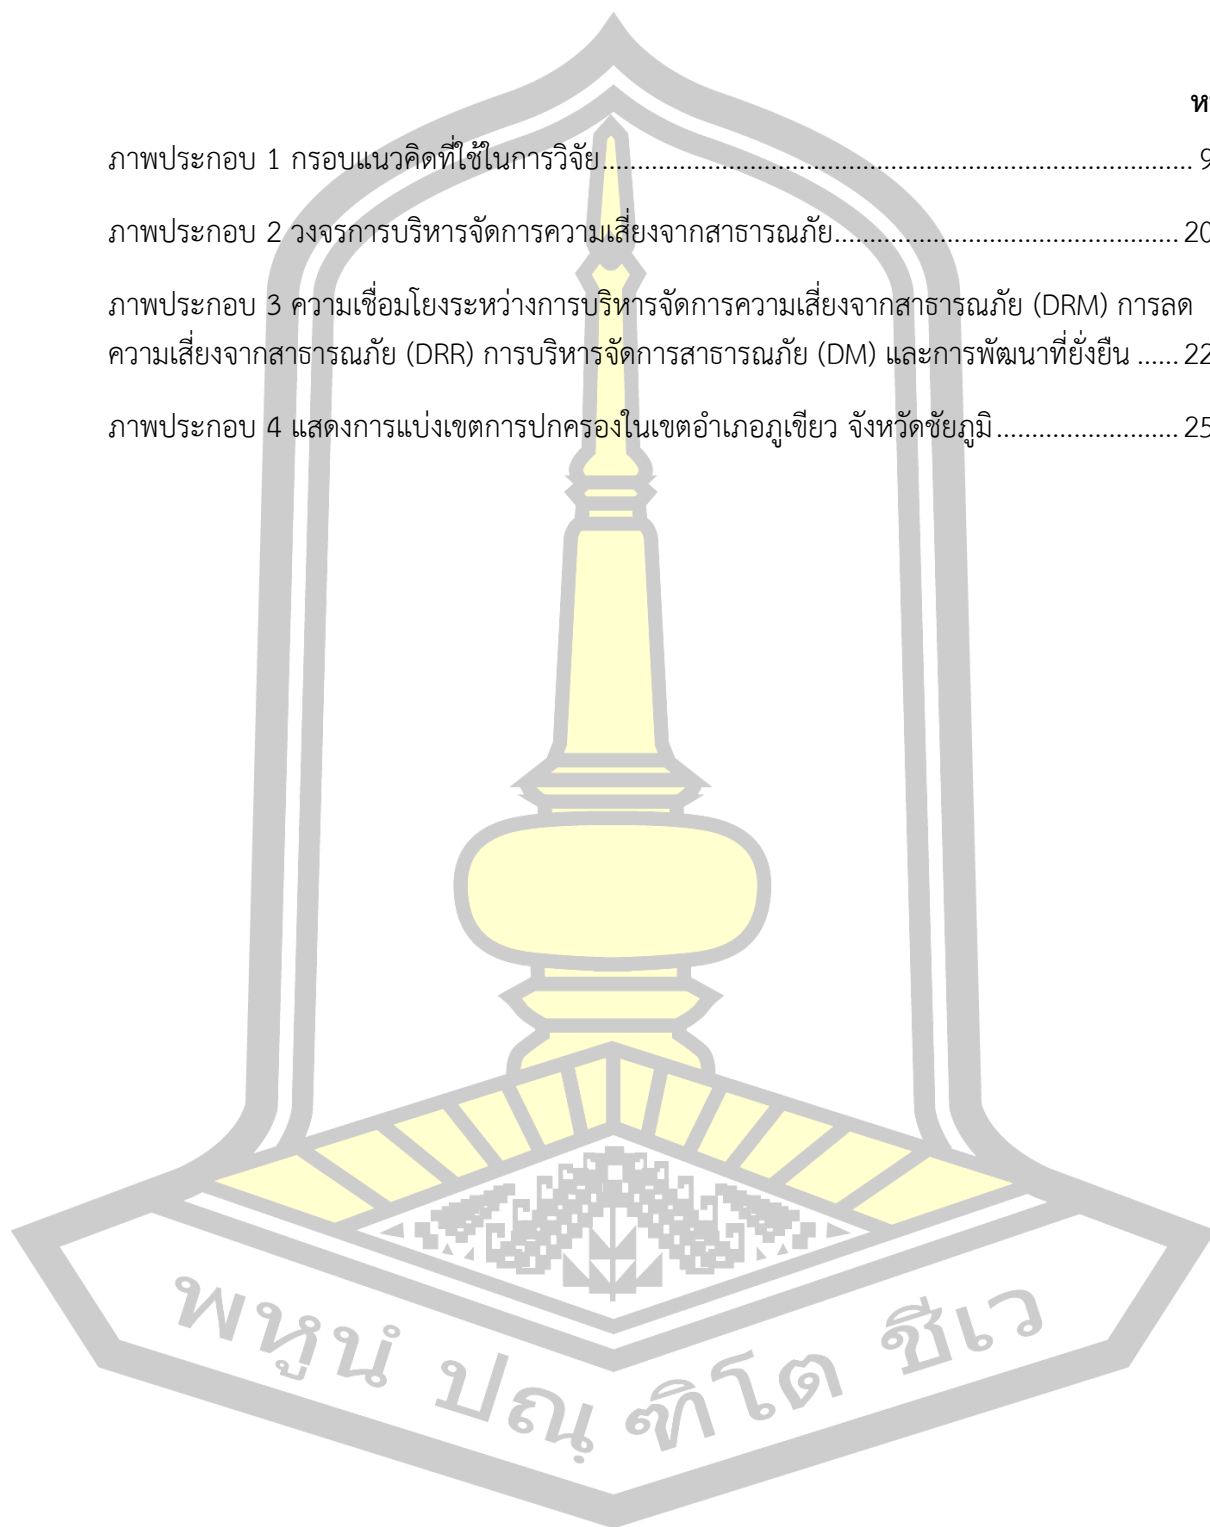 ห
ภาพประกอบ 1 กรอบแนวคิดที่ใช้ในการวิจัย.................................................................................................. 9
ภาพประกอบ 2 วงจรการบริหารจัดการความเสี่ยงจากสาธารณภัย.......................................................... 20
ภาพประกอบ 3 ความเชื่อมโยงระหว่างการบริหารจัดการความเสี่ยงจากสาธารณภัย (DRM) การลด
ความเสี่ยงจากสาธารณภัย (DRR) การบริหารจัดการสาธารณภัย (DM) และการพัฒนาที่ยั่งยืน ...... 22
ภาพประกอบ 4 แสดงการแบ่งเขตการปกครองในเขตอำเภอภูเขียว จังหวัดชัยภูมิ............................... 25
พหูนํ ปณฺฑิโต ชีเว